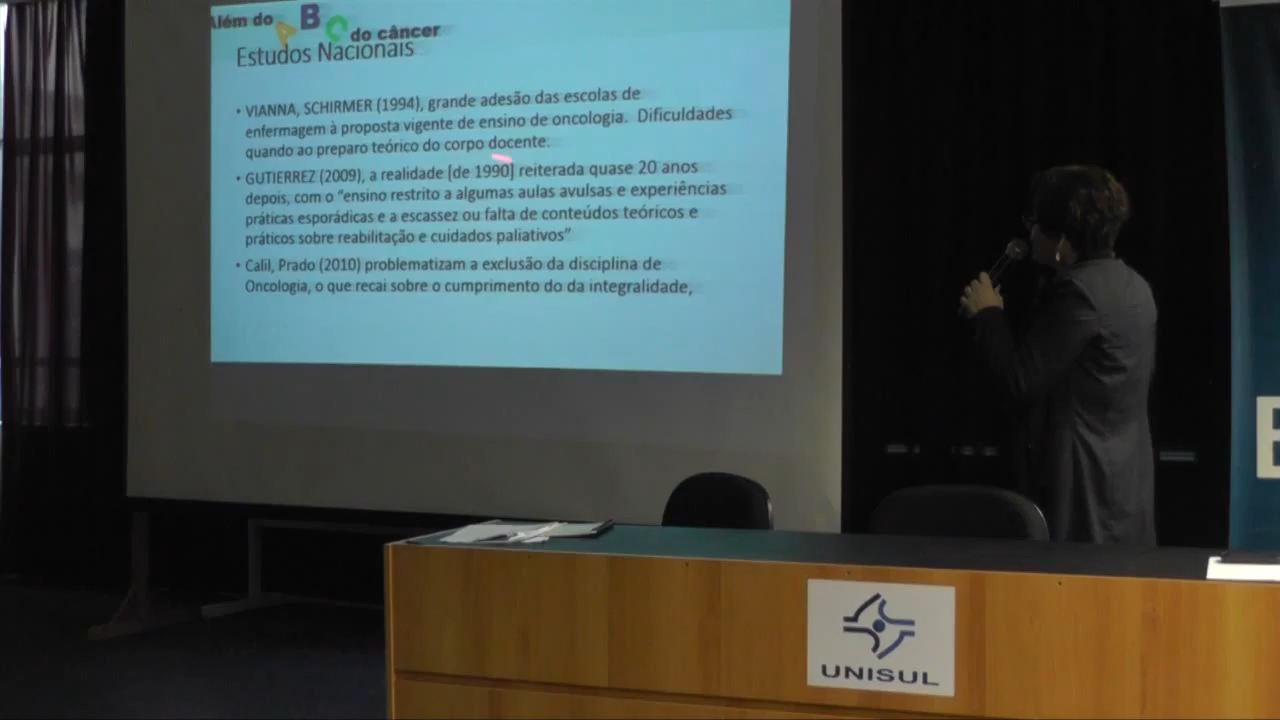 Além do ABC do câncer
Estudos Nacionais
• VIANNA, SCHIRMER (1994), grande adesão das escolas de
enfermagem à proposta vigente de ensino de oncologia. Dificuldades
quando ao preparo teórico do corpo docente.
• GUTIERREZ (2009), a realidade [de 1990] reiterada quase 20 anos
depois, com o “ensino restrito a algumas aulas avulsas e experiências
práticas esporádicas e a escassez ou falta de conteúdos teóricos e
práticos sobre reabilitação e cuidados paliativos”.
• Calil, Prado (2010) problematizam a exclusão da disciplina de
Oncologia, o que recai sobre o cumprimento do da integralidade,
UNISUL